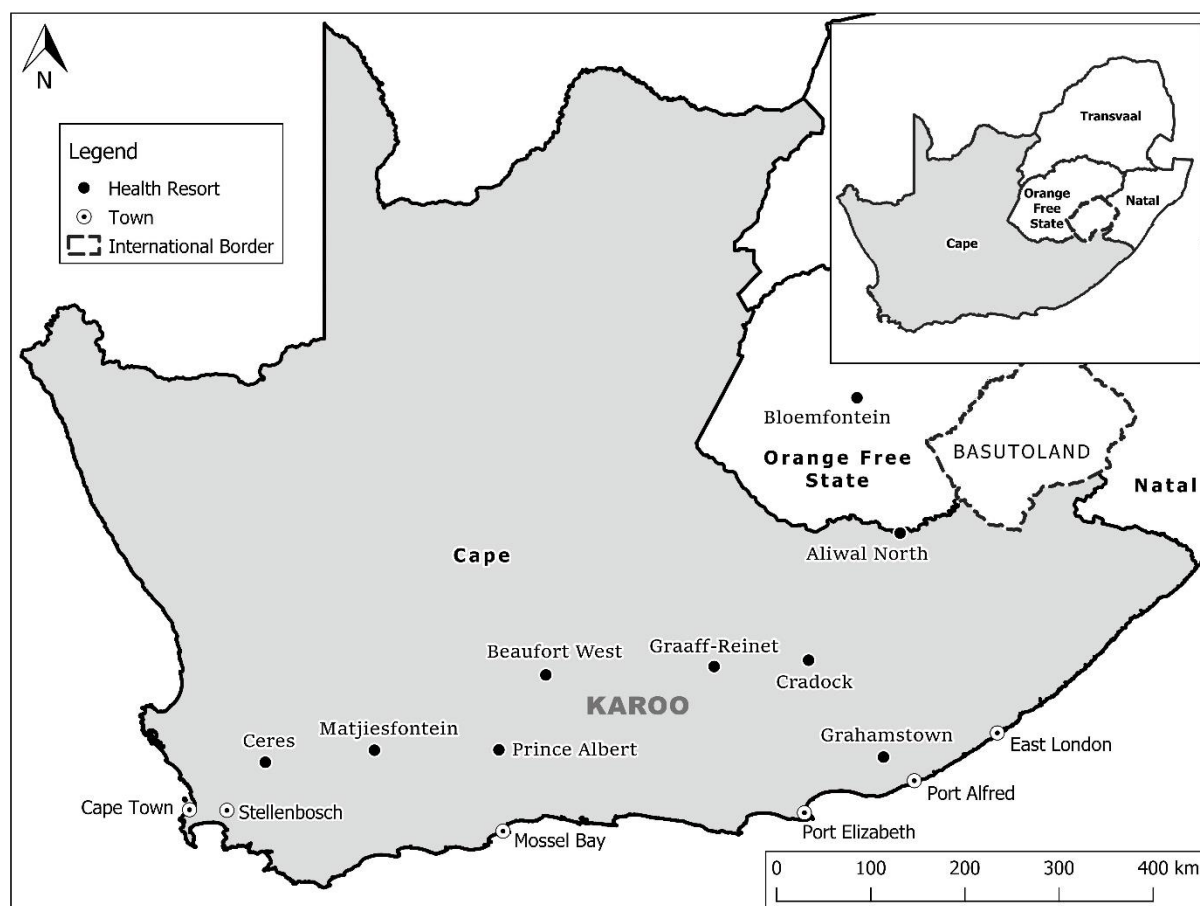 N
Legend
Health Resort
Town
International Border
Transvaal
Orange
Free
State
Natal
Cape
Bloemfontein
BASUTOLAND
Orange Free
State
Natal
Aliwal North
Cape
Beaufort West
Graaff-Reinet
Cradock
KAROO
Ceres
Matjiesfontein
Prince Albert
Grahamstown
East London
Cape Town
Stellenbosch
Port Alfred
Mossel Bay
Port Elizabeth
0 100 200 300 400 km